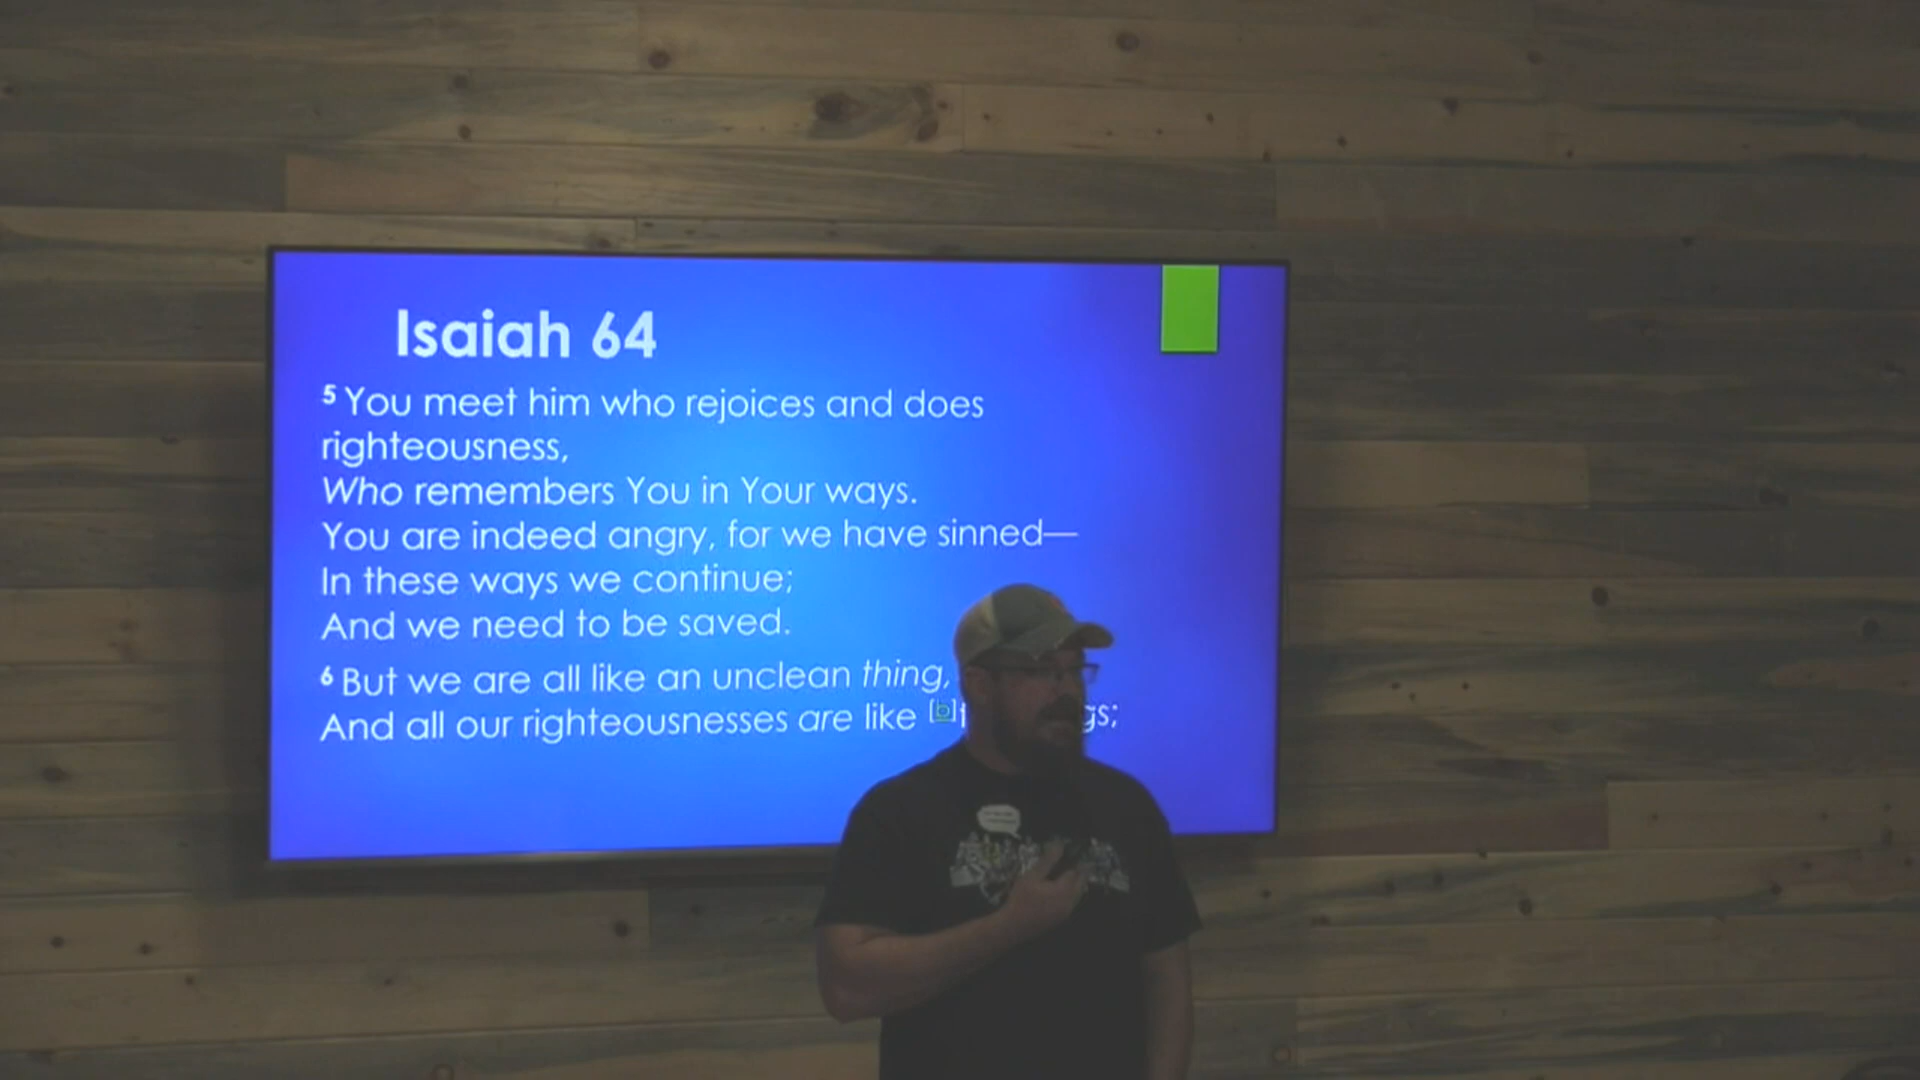 Isaiah 64
5 You meet him who rejoices and does
righteousness,
Who remembers You in Your ways.
You are indeed angry, for we have sinned—
In these ways we continue;
And we need to be saved.
6 But we are all like an unclean thing,
And all our righteousnesses are like [b]